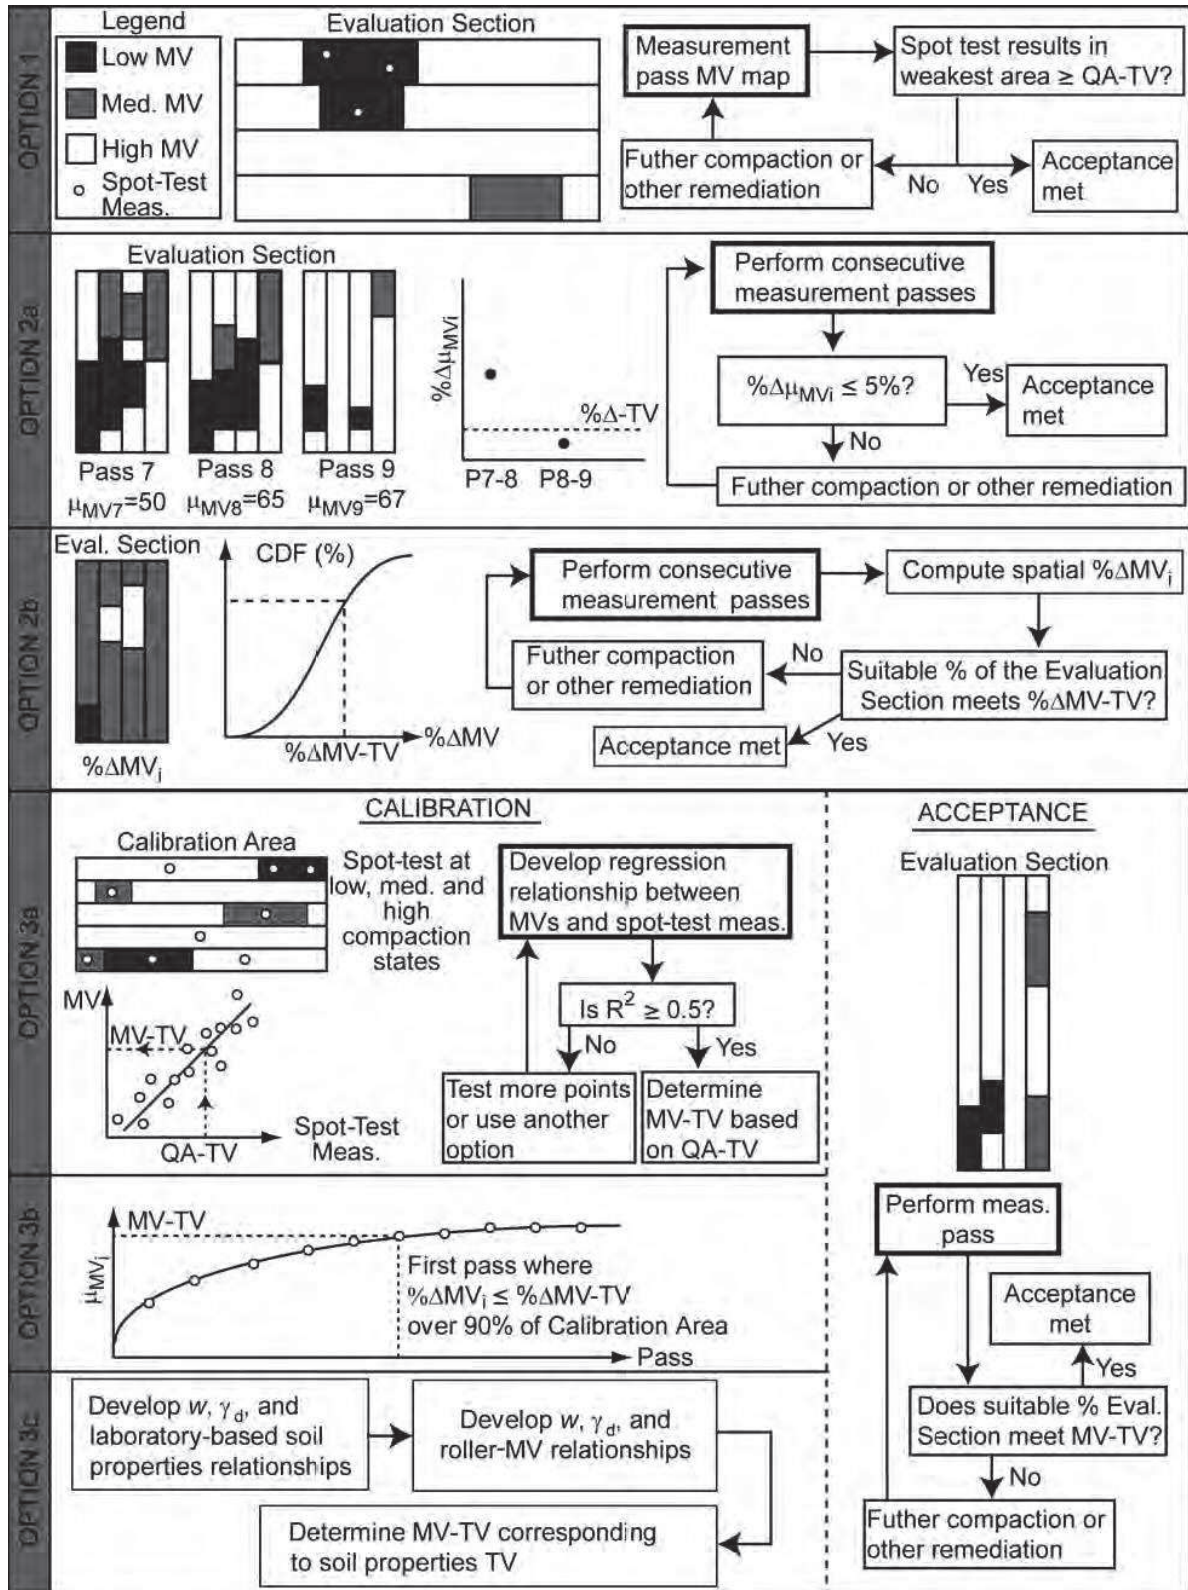 OPTION 1
Legend
Low MV
Med. MV
High MV
Spot-Test
Meas.
Evaluation Section
Measurement
pass MV map
Spot test results in
weakest area ≥ QA-TV?
Futher compaction or
other remediation
No
Yes
Acceptance
met
OPTION 2a
Evaluation Section
Pass 7
μMV7=50
Pass 8
μMV8=65
Pass 9
μMV9=67
%ΔμMVi
%Δ-TV
P7-8
P8-9
Perform consecutive
measurement passes
%ΔμMVi ≤ 5%?
Yes
Acceptance
met
No
Futher compaction or other remediation
OPTION 2b
Eval. Section
%ΔMVi
CDF (%)
%ΔMV-TV
%ΔMV
Perform consecutive
measurement passes
Compute spatial %ΔMVi
Futher compaction
or other remediation
No
Suitable % of the Evaluation
Section meets %ΔMV-TV?
Acceptance met
Yes
OPTION 3a
CALIBRATION
Calibration Area
Spot-test at
low, med. and
high
compaction
states
MV
MV-TV
QA-TV
Spot-Test
Meas.
Develop regression
relationship between
MVs and spot-test meas.
Is R² ≥ 0.5?
No
Yes
Test more points
or use another
option
Determine
MV-TV based
on QA-TV
OPTION 3b
MV-TV
μMVi
First pass where
%ΔMVi ≤ %ΔMV-TV
over 90% of Calibration Area
Pass
OPTION 3c
Develop w, γd, and
laboratory-based soil
properties relationships
Develop w, γd, and
roller-MV relationships
Determine MV-TV corresponding
to soil properties TV
ACCEPTANCE
Evaluation Section
Perform meas.
pass
Acceptance
met
Yes
Does suitable % Eval.
Section meet MV-TV?
No
Futher compaction or
other remediation